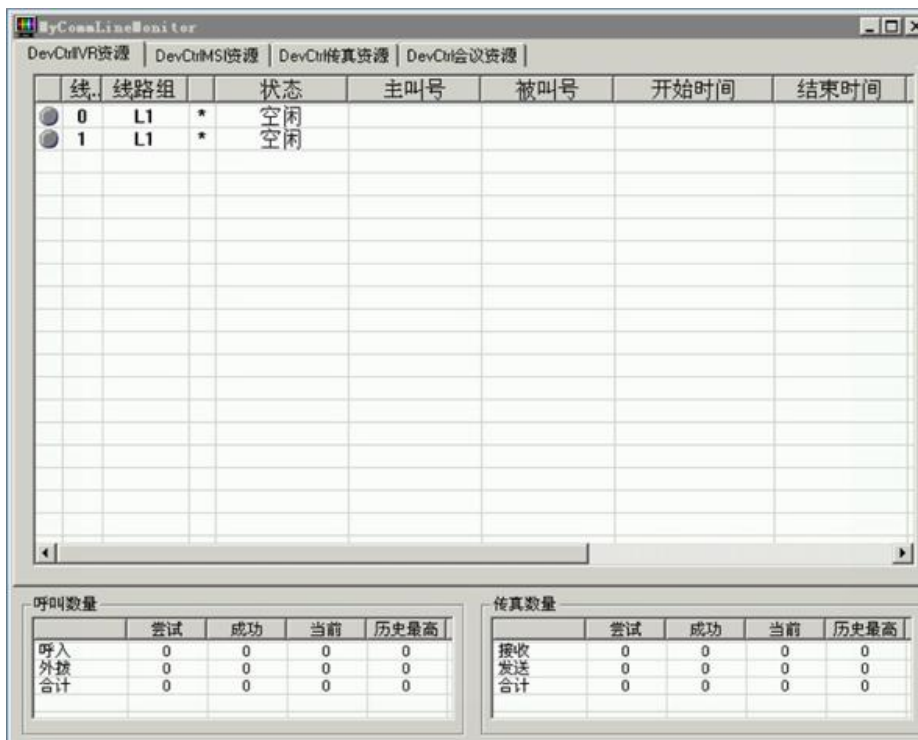 MyCommLineMonitor
DevCtrlIVR资源 DevCtrlMSI资源 DevCtrl传真资源 DevCtrl会议资源
线.. 线路组 状态 主叫号 被叫号 开始时间 结束时间
0 L1 * 空闲
1 L1 * 空闲
呼叫数量
尝试 成功 当前 历史最高
呼入 0 0 0 0
外拨 0 0 0 0
合计 0 0 0 0
传真数量
尝试 成功 当前 历史最高
接收 0 0 0 0
发送 0 0 0 0
合计 0 0 0 0